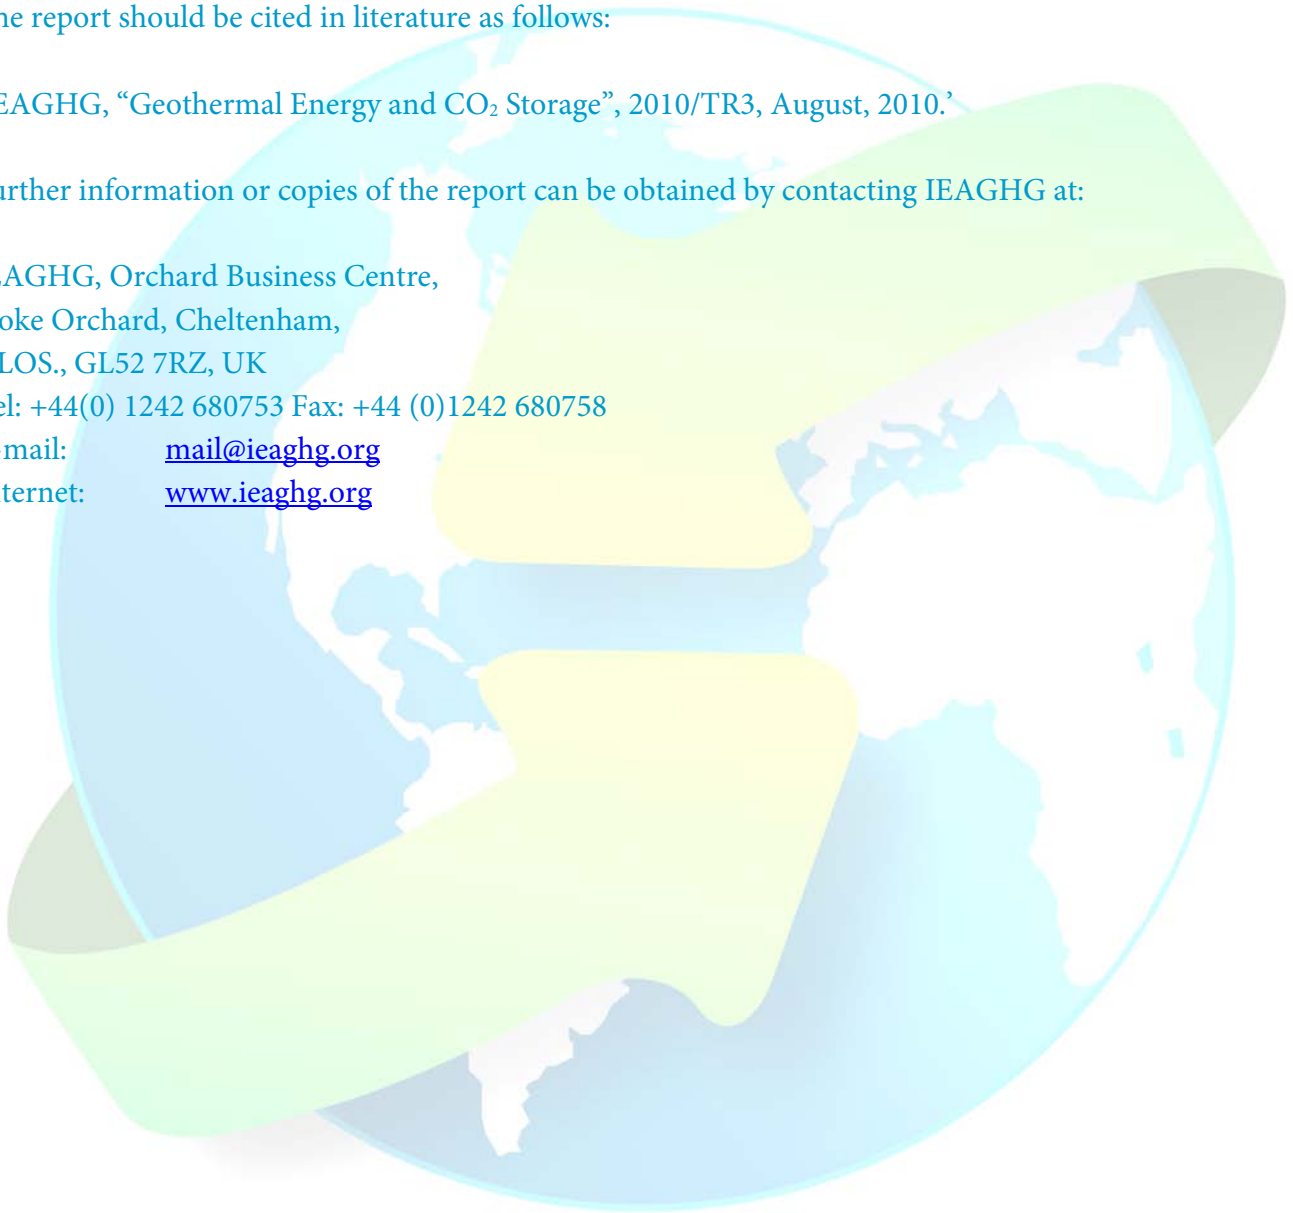 he report should be cited in literature as follows:
EAGHG, “Geothermal Energy and CO₂ Storage”, 2010/TR3, August, 2010.’
urther information or copies of the report can be obtained by contacting IEAGHG at:
EAGHG, Orchard Business Centre,
oke Orchard, Cheltenham,
LOS., GL52 7RZ, UK
el: +44(0) 1242 680753 Fax: +44 (0)1242 680758
-mail: mail@ieaghg.org
nternet: www.ieaghg.org